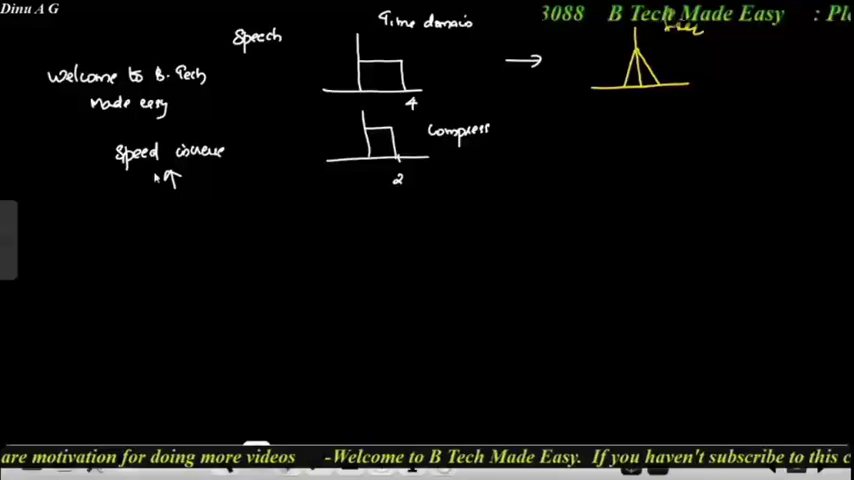 Dinu A G
3088 B Tech Made Easy : Pl
Time domain
Speech
Welcome to B. Tech
made easy
4
compress
Speed increase
2
are motivation for doing more videos -Welcome to B Tech Made Easy. If you haven't subscribe to this c